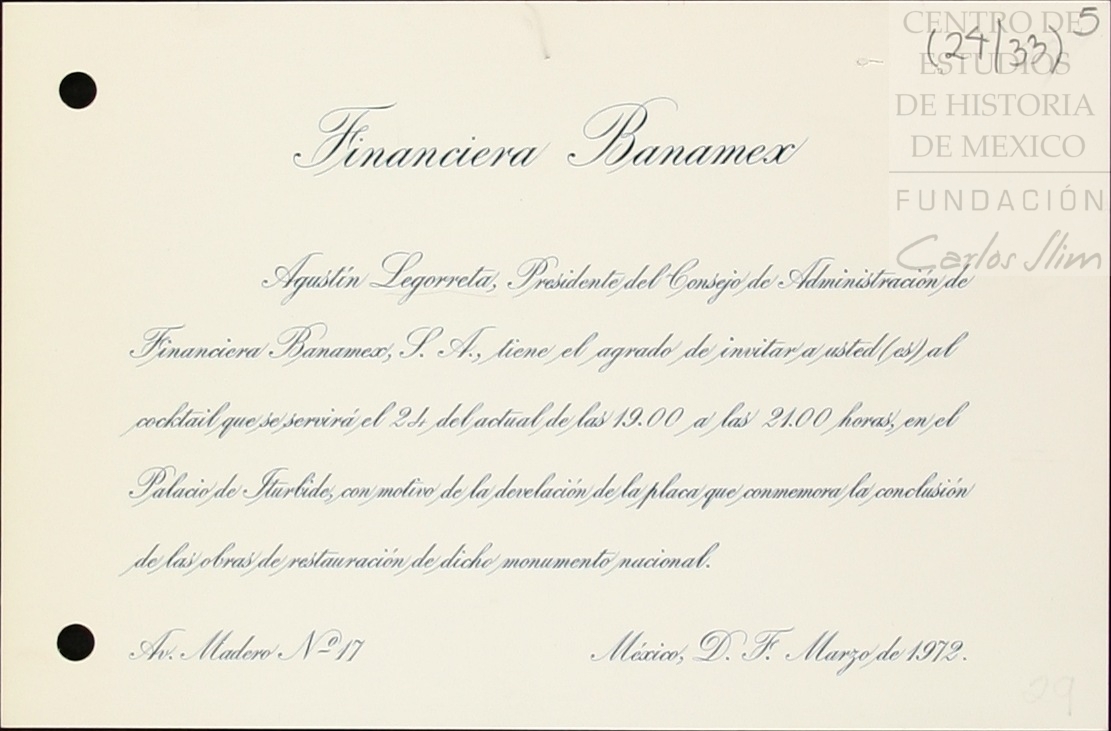 CENTRO DE
ESTUDIOS
DE HISTORIA
DE MEXICO
FUNDACIÓN
Carlos Slim
(24/33) 5
Financiera Banamex
Agustín Legorreta, Presidente del Consejo de Administración de
Financiera Banamex, S. A., tiene el agrado de invitar a usted (es) al
cocktail que se servirá el 24 del actual de las 19.00 a las 21.00 horas, en el
Palacio de Iturbide, con motivo de la develación de la placa que conmemora la conclusión
de las obras de restauración de dicho monumento nacional.
Av. Madero Nº 17
México, D. F. Marzo de 1972.
29